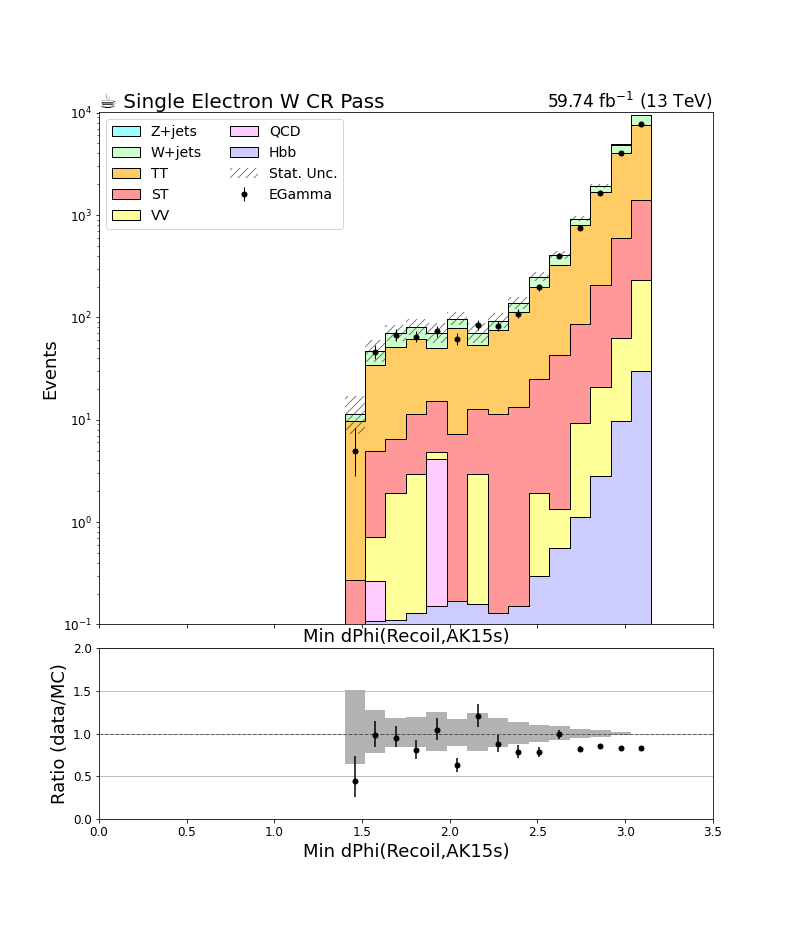 ☕ Single Electron W CR Pass
59.74 fb⁻¹ (13 TeV)
Z+jets
W+jets
TT
ST
VV
QCD
Hbb
Stat. Unc.
EGamma
Events
10⁴
10³
10²
10¹
10⁰
10⁻¹
Min dPhi(Recoil,AK15s)
Ratio (data/MC)
2.0
1.5
1.0
0.5
0.0
0.0 0.5 1.0 1.5 2.0 2.5 3.0 3.5
Min dPhi(Recoil,AK15s)